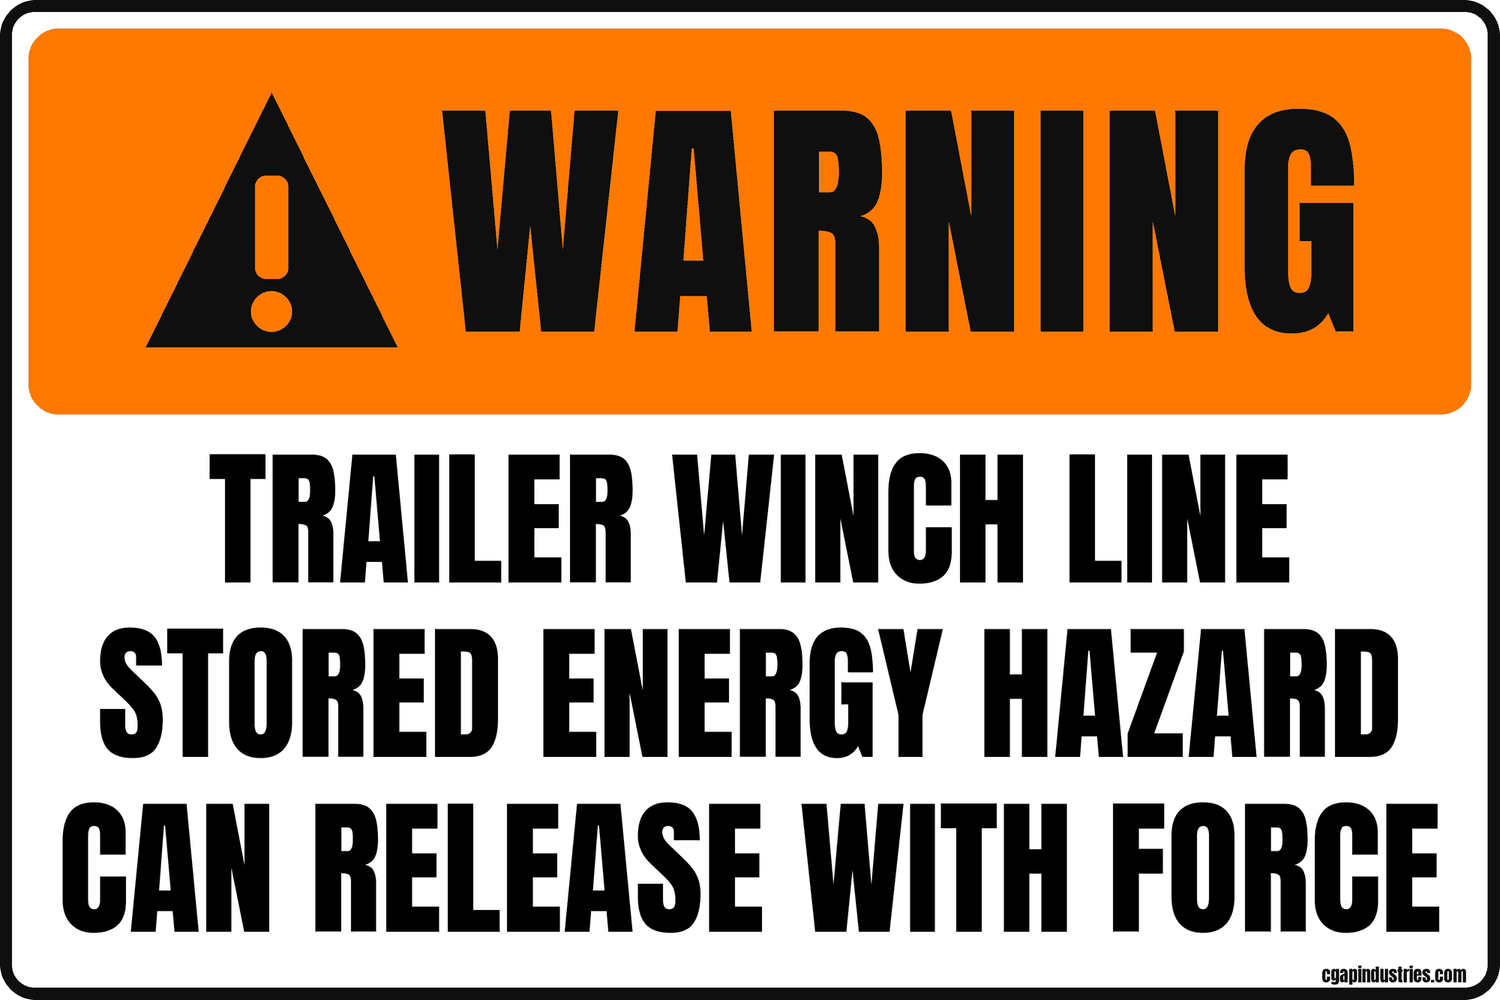 WARNING
TRAILER WINCH LINE
STORED ENERGY HAZARD
CAN RELEASE WITH FORCE
cgapindustries.com